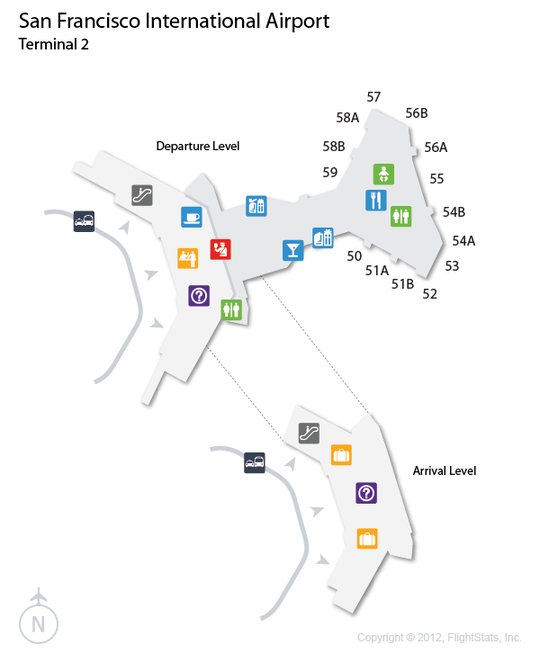 San Francisco International Airport
Terminal 2
57
58A
56B
Departure Level
58B
56A
59
55
54B
54A
50
53
51A
51B
52
Arrival Level
N
Copyright © 2012, FlightStats, Inc.